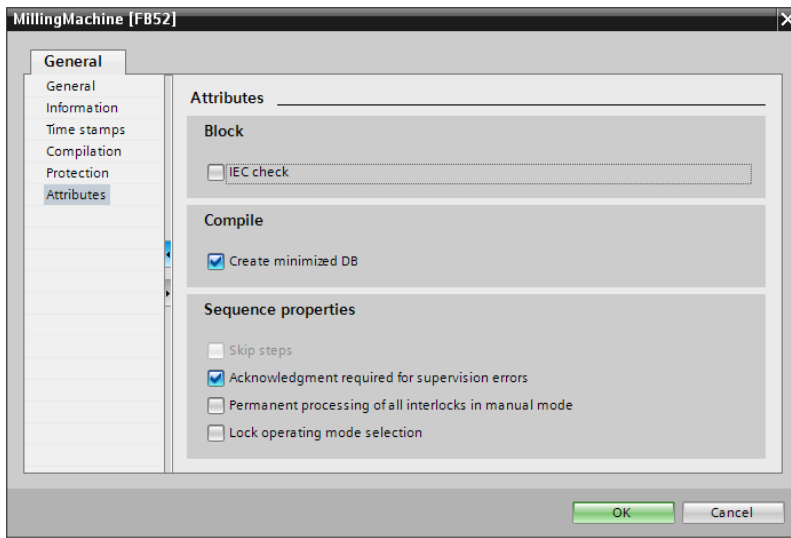 MillingMachine [FB52]
General
General
Information
Time stamps
Compilation
Protection
Attributes
Attributes
Block
IEC check
Compile
Create minimized DB
Sequence properties
Skip steps
Acknowledgment required for supervision errors
Permanent processing of all interlocks in manual mode
Lock operating mode selection
OK
Cancel